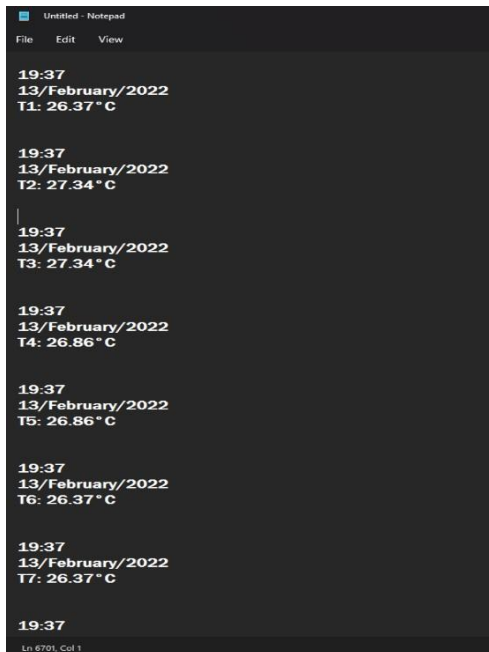 Untitled - Notepad
File Edit View
19:37
13/February/2022
T1: 26.37°C
19:37
13/February/2022
T2: 27.34°C
19:37
13/February/2022
T3: 27.34°C
19:37
13/February/2022
T4: 26.86°C
19:37
13/February/2022
T5: 26.86°C
19:37
13/February/2022
T6: 26.37°C
19:37
13/February/2022
T7: 26.37°C
19:37
Ln 6701, Col 1